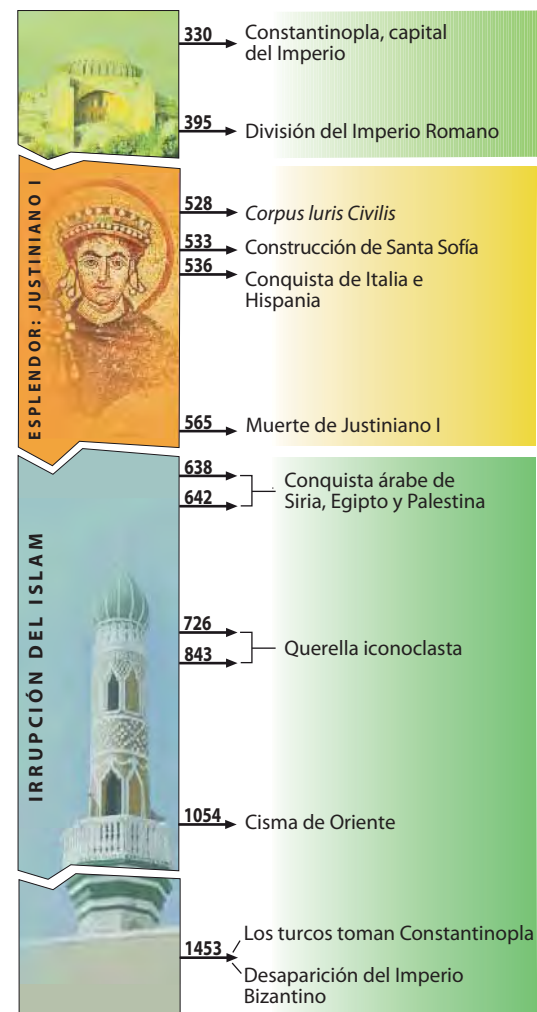 330
Constantinopla, capital
del Imperio
395
División del Imperio Romano
ESPLENDOR: JUSTINIANO I
528
Corpus Iuris Civilis
533
Construcción de Santa Sofía
536
Conquista de Italia e
Hispania
565
Muerte de Justiniano I
IRRUPCIÓN DEL ISLAM
638
642
Conquista árabe de
Siria, Egipto y Palestina
726
843
Querella iconoclasta
1054
Cisma de Oriente
1453
Los turcos toman Constantinopla
Desaparición del Imperio
Bizantino